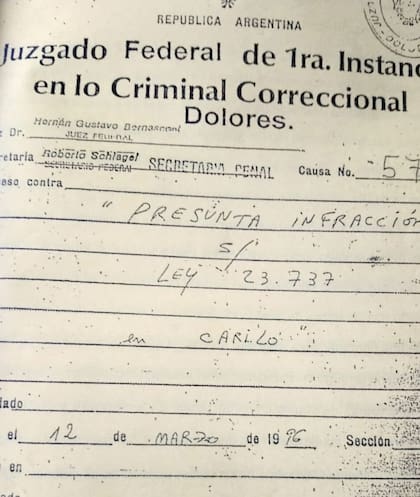 REPUBLICA ARGENTINA
Juzgado Federal de 1ra. Instan
en lo Criminal Correccional
Dolores.
Hernán Gustavo Bernasconi
Dr.
JUEZ FEDERAL
retaria Roberto Schlagel SECRETARIA PENAL Causa No. 57
SECRETARIO FEDERAL
eso contra
" PRESUNTA INFRACCIÓN
s/
LEY 23.737
en CARILO"
iado
el 12 de MARZO de 1996 Sección
en